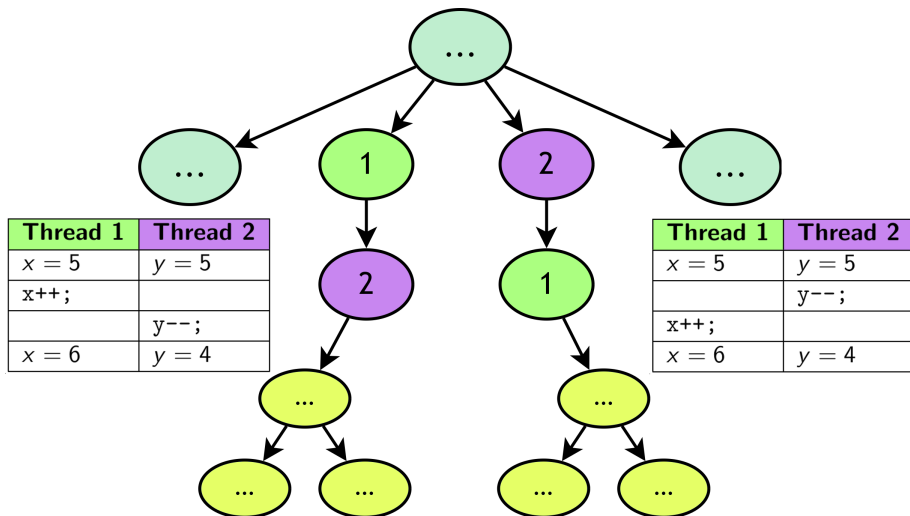 ...
... 1 2 ...
Thread 1 Thread 2
x = 5 y = 5
x++;
y--;
x = 6 y = 4
2 1
Thread 1 Thread 2
x = 5 y = 5
y--;
x++;
x = 6 y = 4
... ...
... ... ... ...